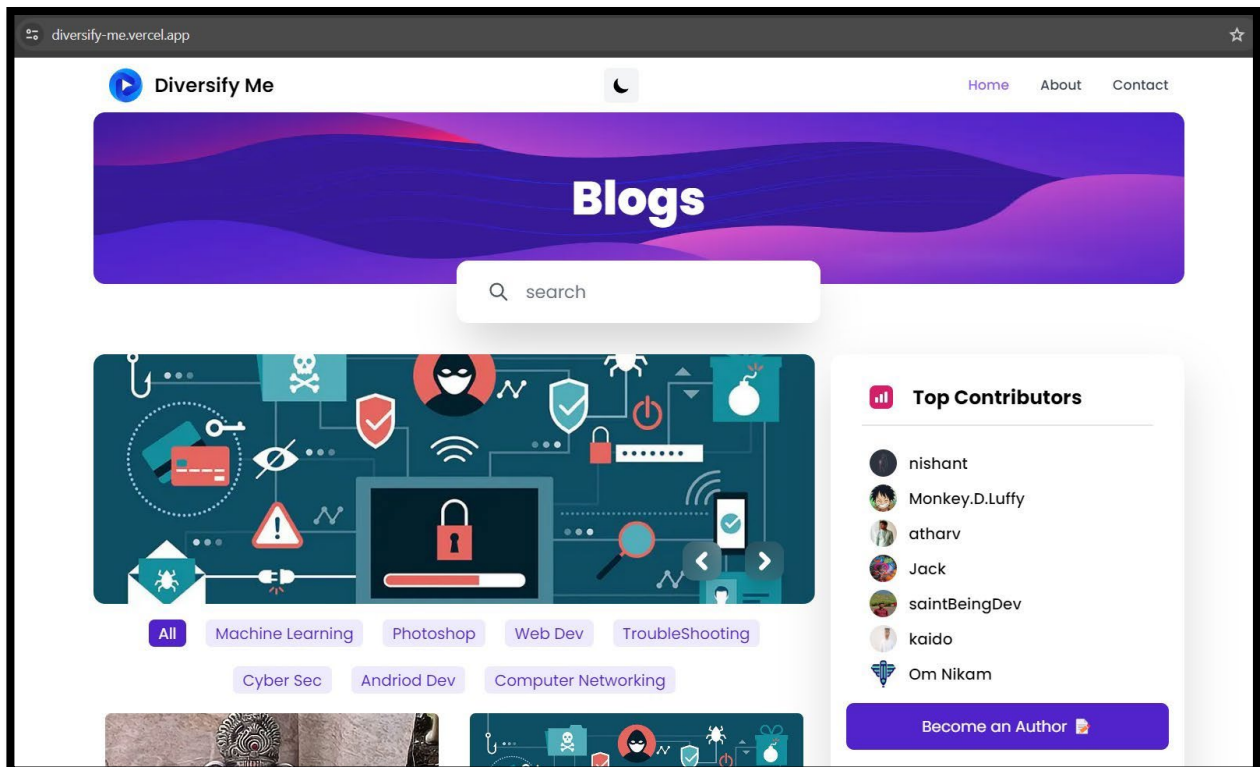 diversify-me.vercel.app
Diversify Me
Home About Contact
Blogs
search
Top Contributors
nishant
Monkey.D.Luffy
atharv
Jack
saintBeingDev
kaido
Om Nikam
Become an Author
All Machine Learning Photoshop Web Dev TroubleShooting
Cyber Sec Andriod Dev Computer Networking